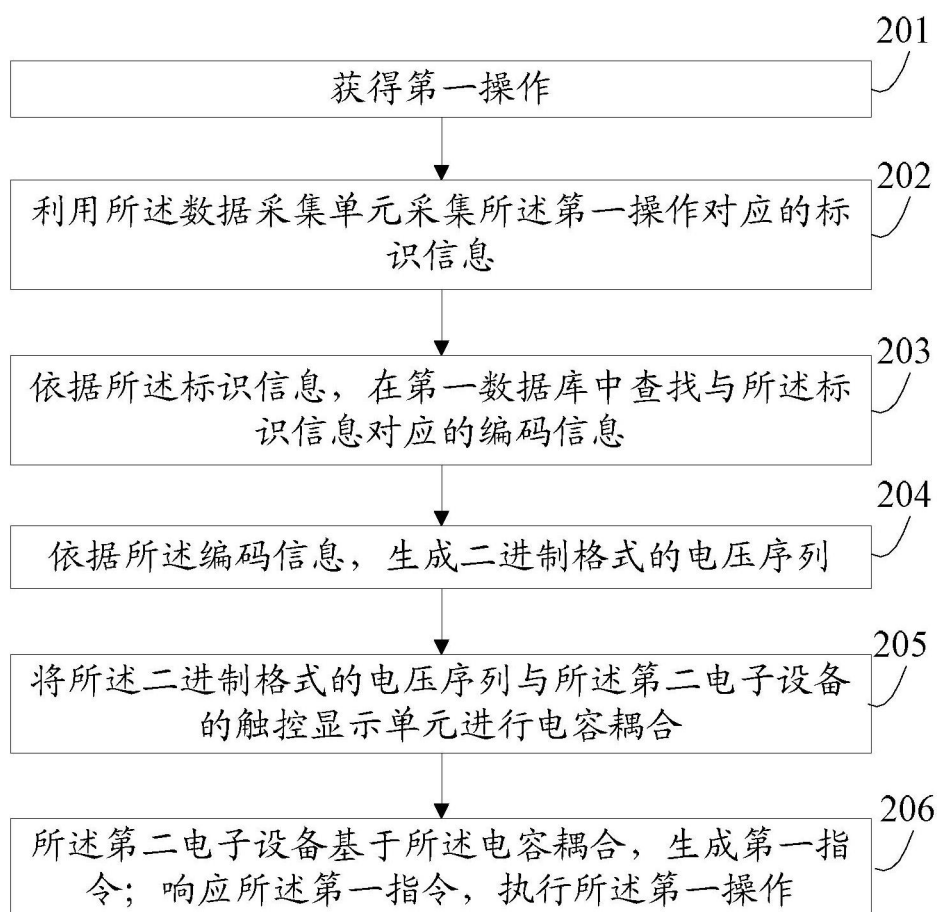 201
获得第一操作
202
利用所述数据采集单元采集所述第一操作对应的标
识信息
203
依据所述标识信息，在第一数据库中查找与所述标
识信息对应的编码信息
204
依据所述编码信息，生成二进制格式的电压序列
205
将所述二进制格式的电压序列与所述第二电子设备
的触控显示单元进行电容耦合
206
所述第二电子设备基于所述电容耦合，生成第一指
令；响应所述第一指令，执行所述第一操作